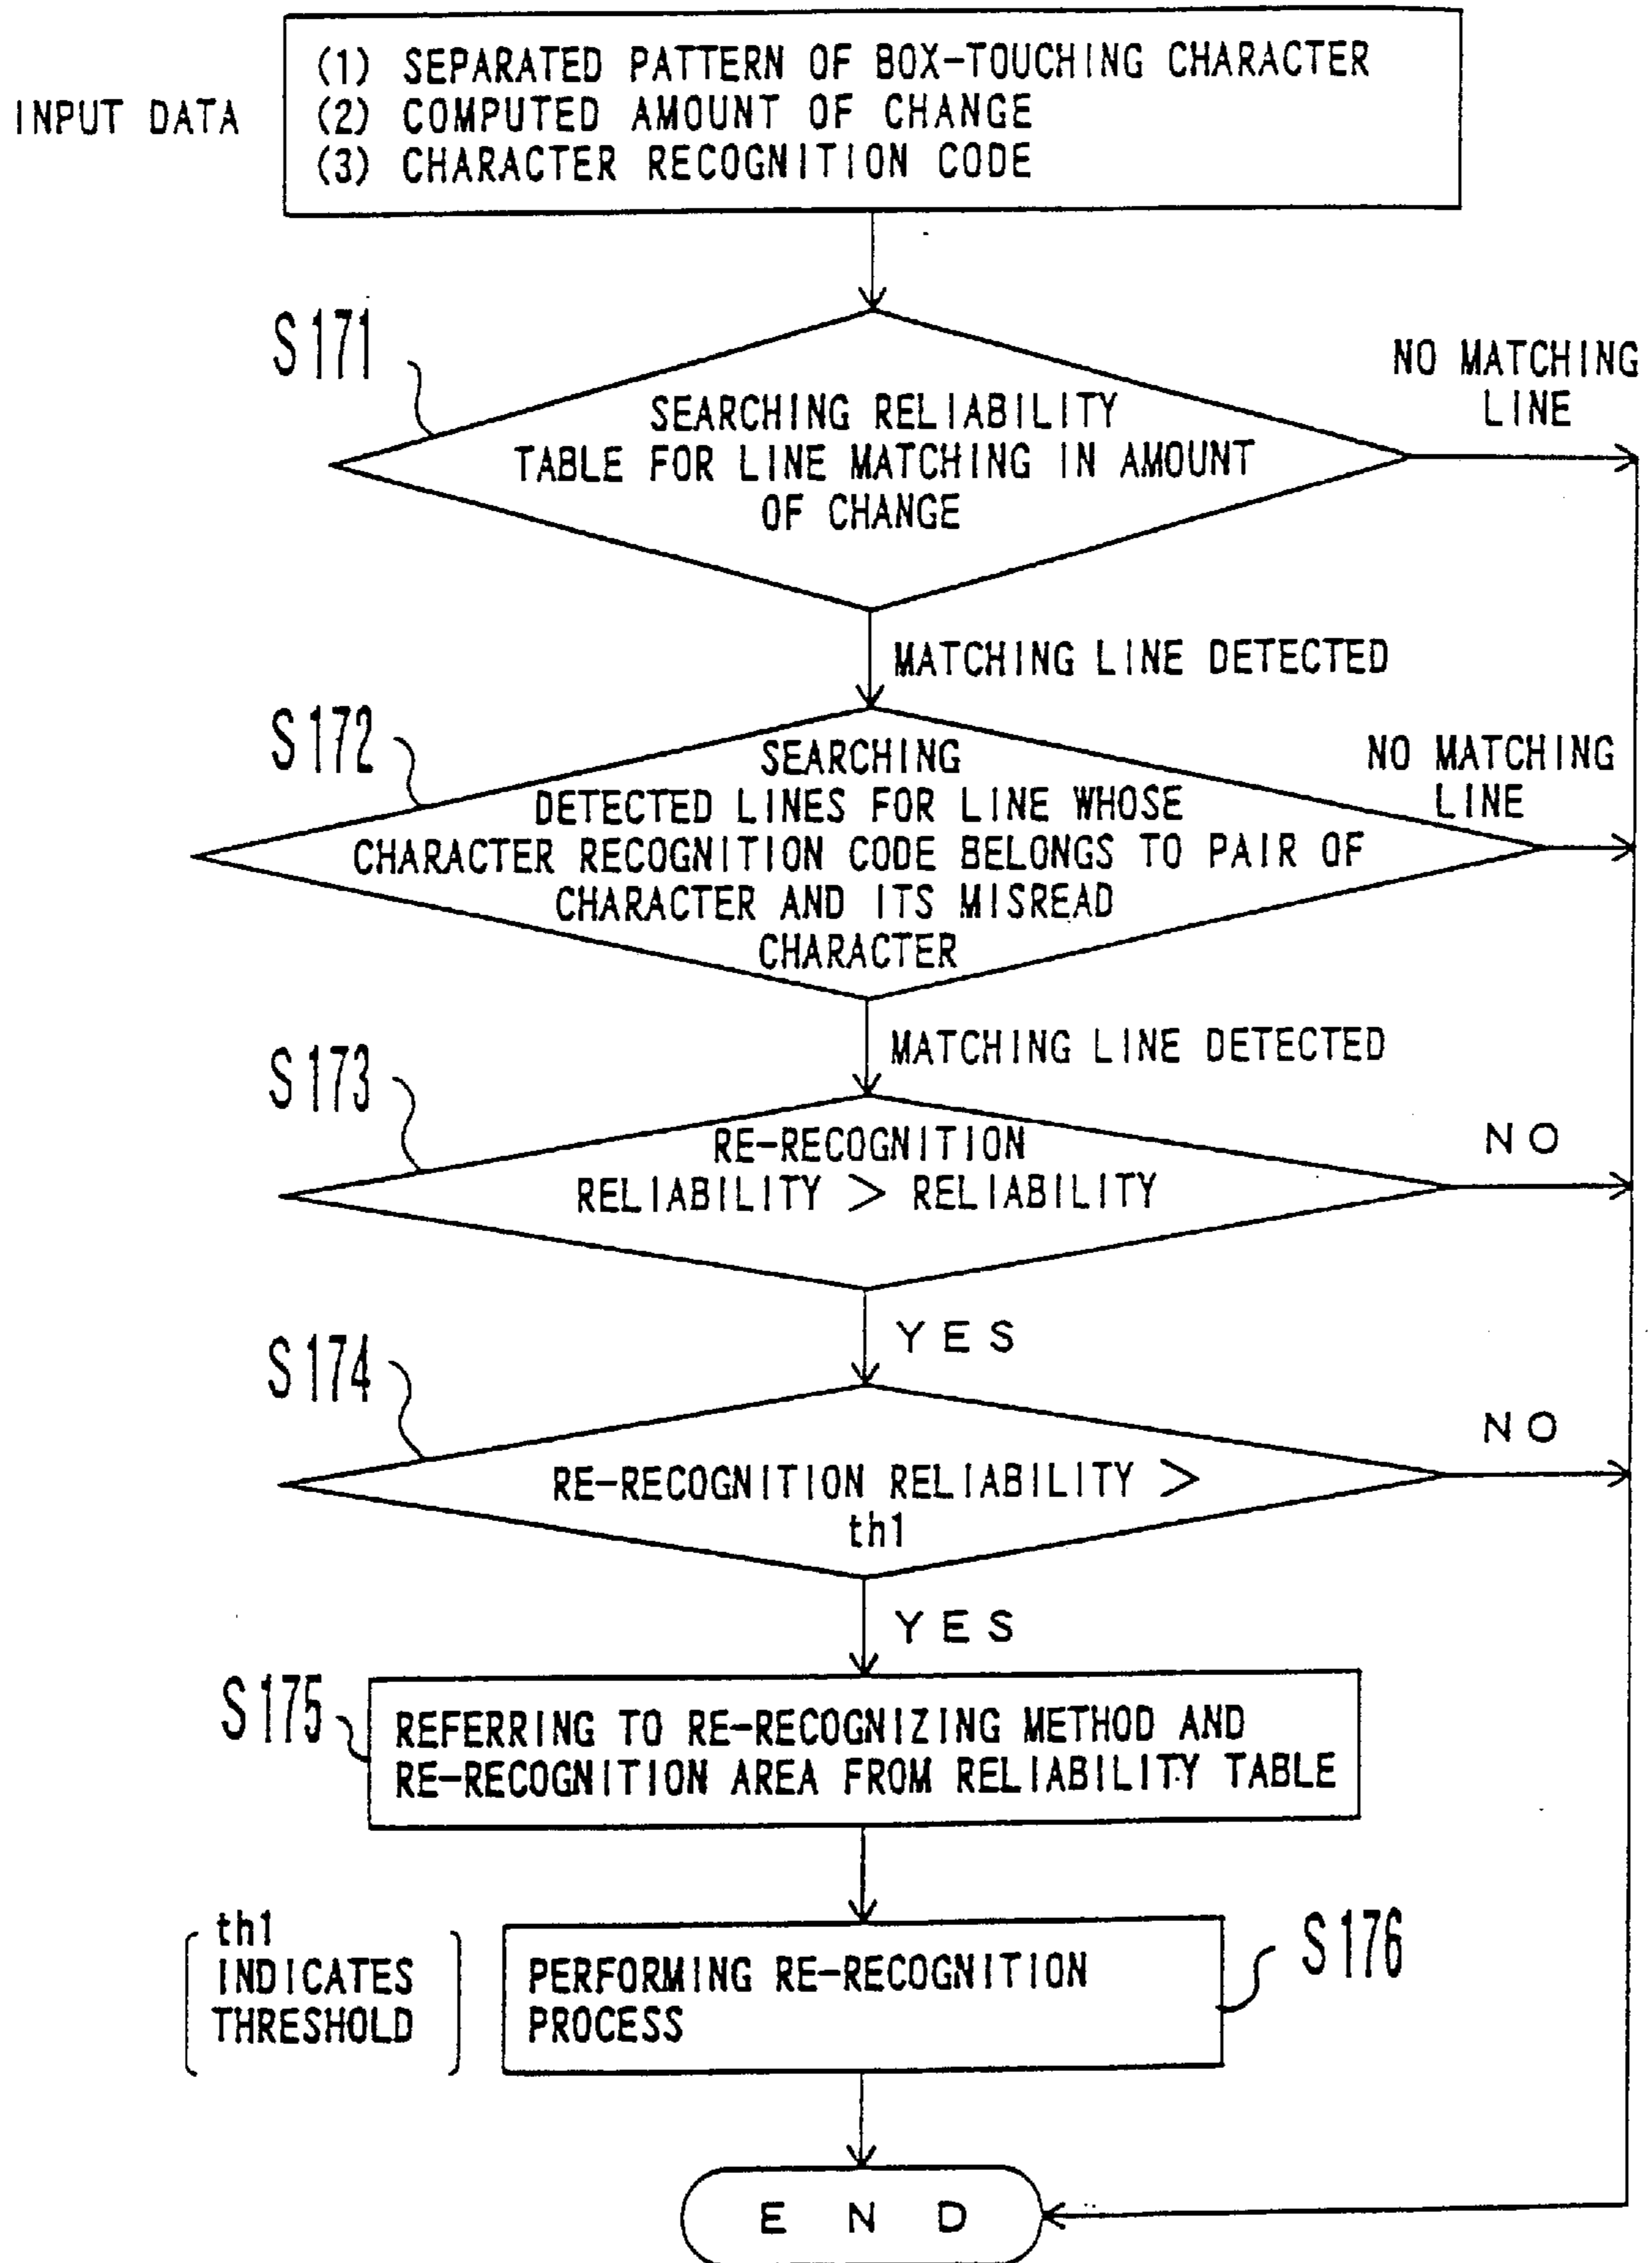 INPUT DATA
(1) SEPARATED PATTERN OF BOX-TOUCHING CHARACTER
(2) COMPUTED AMOUNT OF CHANGE
(3) CHARACTER RECOGNITION CODE
S171
SEARCHING RELIABILITY
TABLE FOR LINE MATCHING IN AMOUNT
OF CHANGE
NO MATCHING
LINE
MATCHING LINE DETECTED
S172
SEARCHING
DETECTED LINES FOR LINE WHOSE
CHARACTER RECOGNITION CODE BELONGS TO PAIR OF
CHARACTER AND ITS MISREAD
CHARACTER
NO MATCHING
LINE
MATCHING LINE DETECTED
S173
RE-RECOGNITION
RELIABILITY > RELIABILITY
NO
YES
S174
RE-RECOGNITION RELIABILITY >
th1
NO
YES
S175
REFERRING TO RE-RECOGNIZING METHOD AND
RE-RECOGNITION AREA FROM RELIABILITY TABLE
th1
INDICATES
THRESHOLD
PERFORMING RE-RECOGNITION
PROCESS
S176
END